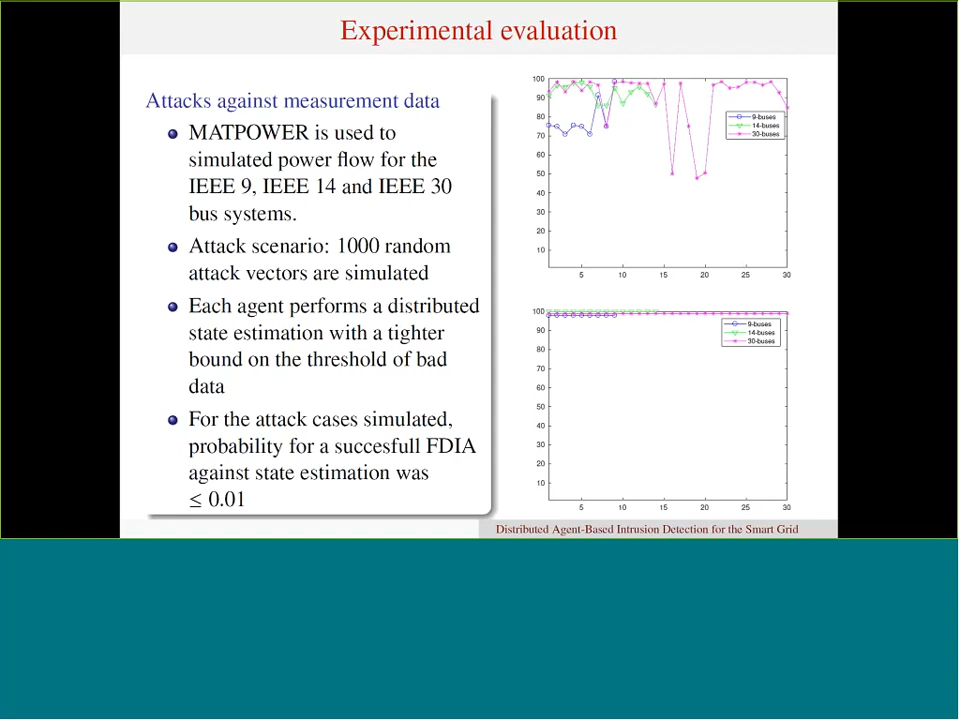 Experimental evaluation
Attacks against measurement data
MATPOWER is used to
simulated power flow for the
IEEE 9, IEEE 14 and IEEE 30
bus systems.
Attack scenario: 1000 random
attack vectors are simulated
Each agent performs a distributed
state estimation with a tighter
bound on the threshold of bad
data
For the attack cases simulated,
probability for a succesfull FDIA
against state estimation was
≤ 0.01
100
90
80
70
60
50
40
30
20
10
5 10 15 20 25 30
9-buses
14-buses
30-buses
100
90
80
70
60
50
40
30
20
10
5 10 15 20 25 30
9-buses
14-buses
30-buses
Distributed Agent-Based Intrusion Detection for the Smart Grid